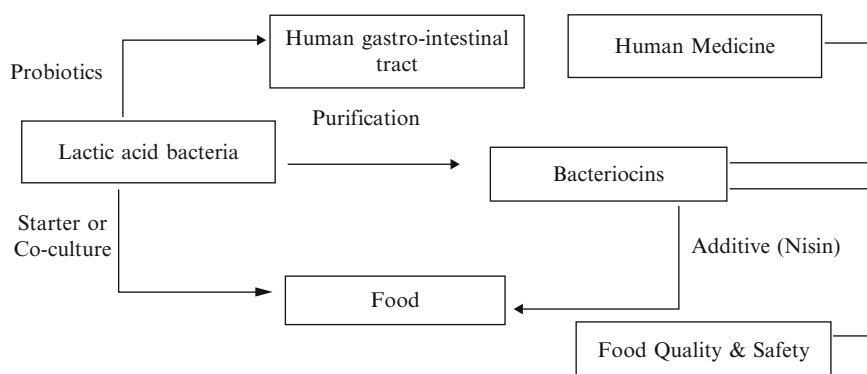 Human gastro-intestinal
tract
Human Medicine
Probiotics
Purification
Lactic acid bacteria
Bacteriocins
Starter or
Co-culture
Additive (Nisin)
Food
Food Quality & Safety